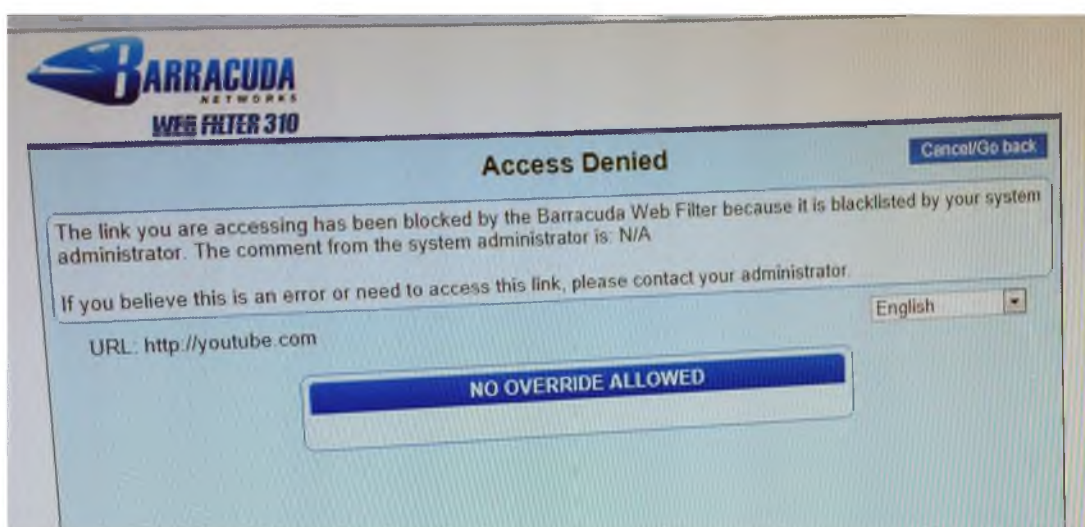 BARRACUDA
NETWORKS
WEB FILTER 310
Access Denied
Cancel/Go back
The link you are accessing has been blocked by the Barracuda Web Filter because it is blacklisted by your system
administrator. The comment from the system administrator is: N/A
If you believe this is an error or need to access this link, please contact your administrator.
English
URL: http://youtube.com
NO OVERRIDE ALLOWED